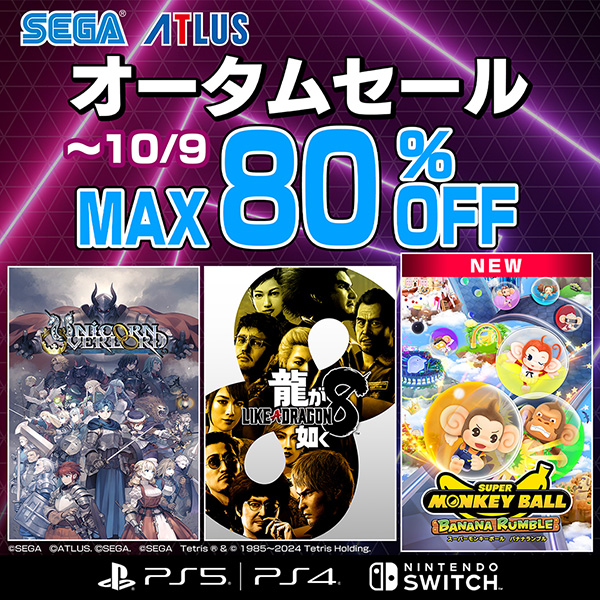 SEGA® ATLUS
オータムセール
～10/9
MAX 80% OFF
UNICORN
OVERLORD
龍が
LIKE A DRAGON 8
如く
™
NEW
SUPER
MONKEY BALL
BANANA RUMBLE
スーパーモンキーボール バナナランブル
©SEGA ©ATLUS. ©SEGA. ©SEGA Tetris ® & © 1985～2024 Tetris Holding.
PS5 | PS4 NINTENDO
SWITCH™